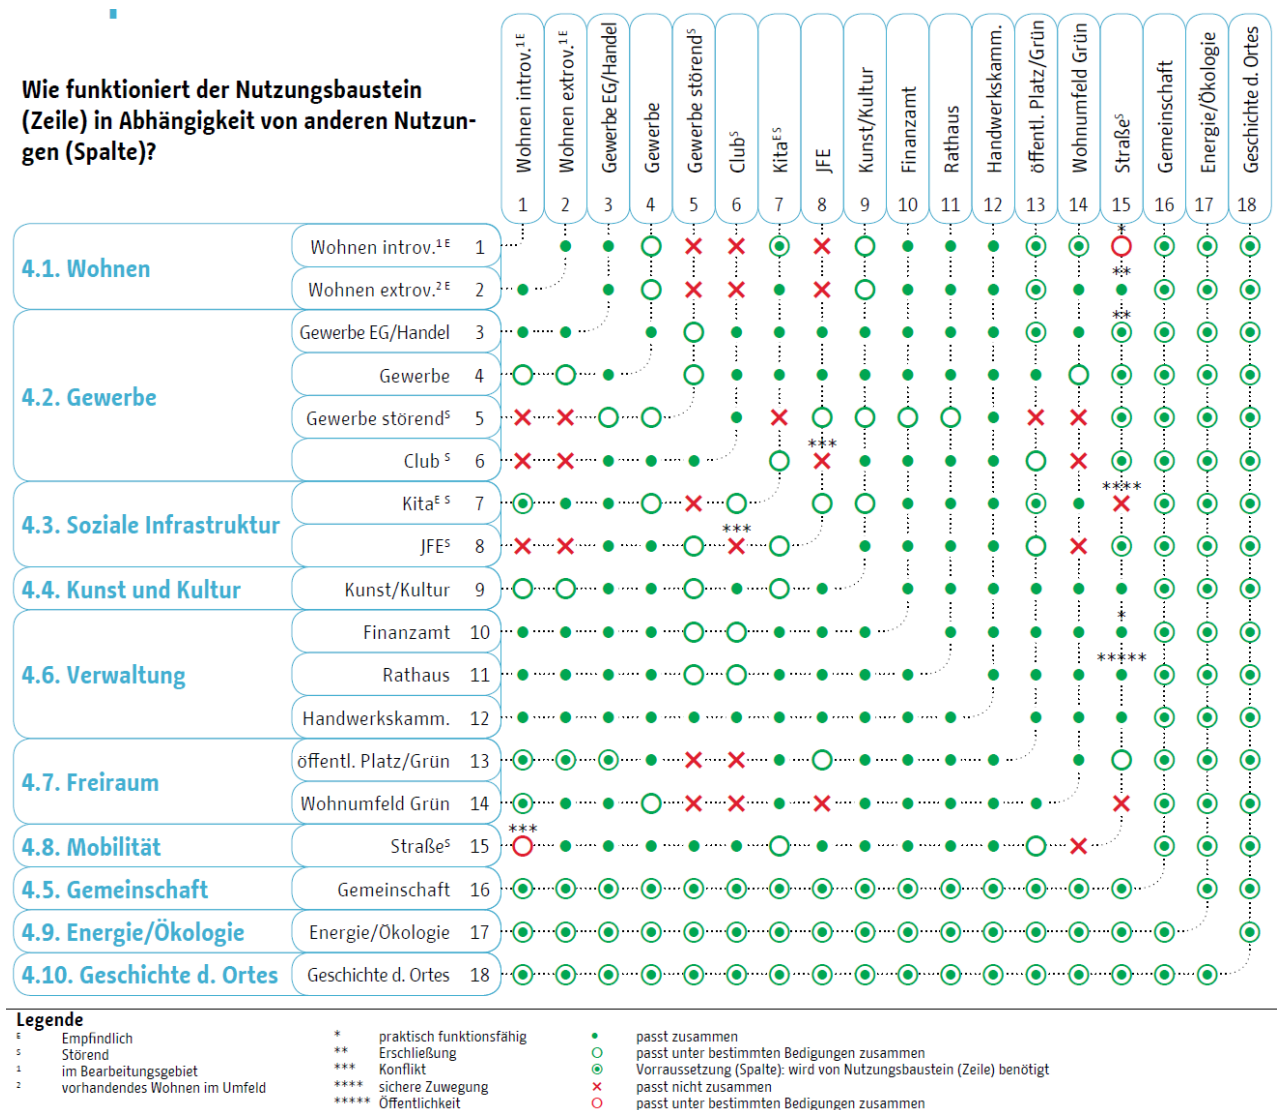 Wie funktioniert der Nutzungsbaustein
(Zeile) in Abhängigkeit von anderen Nutzun-
gen (Spalte)?
Wohnen introv.¹ᴱ
Wohnen extrov.¹ᴱ
Gewerbe EG/Handel
Gewerbe
Gewerbe störendˢ
Clubˢ
Kitaᴱ ˢ
JFE
Kunst/Kultur
Finanzamt
Rathaus
Handwerkskamm.
öffentl. Platz/Grün
Wohnumfeld Grün
Straßeˢ
Gemeinschaft
Energie/Ökologie
Geschichte d. Ortes
1 2 3 4 5 6 7 8 9 10 11 12 13 14 15 16 17 18
4.1. Wohnen
Wohnen introv.¹ ᴱ 1
*
Wohnen extrov.² ᴱ 2
**
4.2. Gewerbe
Gewerbe EG/Handel 3
**
Gewerbe 4
Gewerbe störendˢ 5
Club ˢ 6
***
4.3. Soziale Infrastruktur
Kitaᴱ ˢ 7
****
JFEˢ 8
***
4.4. Kunst und Kultur
Kunst/Kultur 9
4.6. Verwaltung
Finanzamt 10
*
Rathaus 11
*****
Handwerkskamm. 12
4.7. Freiraum
öffentl. Platz/Grün 13
Wohnumfeld Grün 14
4.8. Mobilität
Straßeˢ 15
***
4.5. Gemeinschaft
Gemeinschaft 16
4.9. Energie/Ökologie
Energie/Ökologie 17
4.10. Geschichte d. Ortes
Geschichte d. Ortes 18
Legende
ᴱ Empfindlich
ˢ Störend
¹ im Bearbeitungsgebiet
² vorhandendes Wohnen im Umfeld
* praktisch funktionsfähig
** Erschließung
*** Konflikt
**** sichere Zuwegung
***** Öffentlichkeit
passt zusammen
passt unter bestimmten Bedigungen zusammen
Vorraussetzung (Spalte): wird von Nutzungsbaustein (Zeile) benötigt
passt nicht zusammen
passt unter bestimmten Bedigungen zusammen